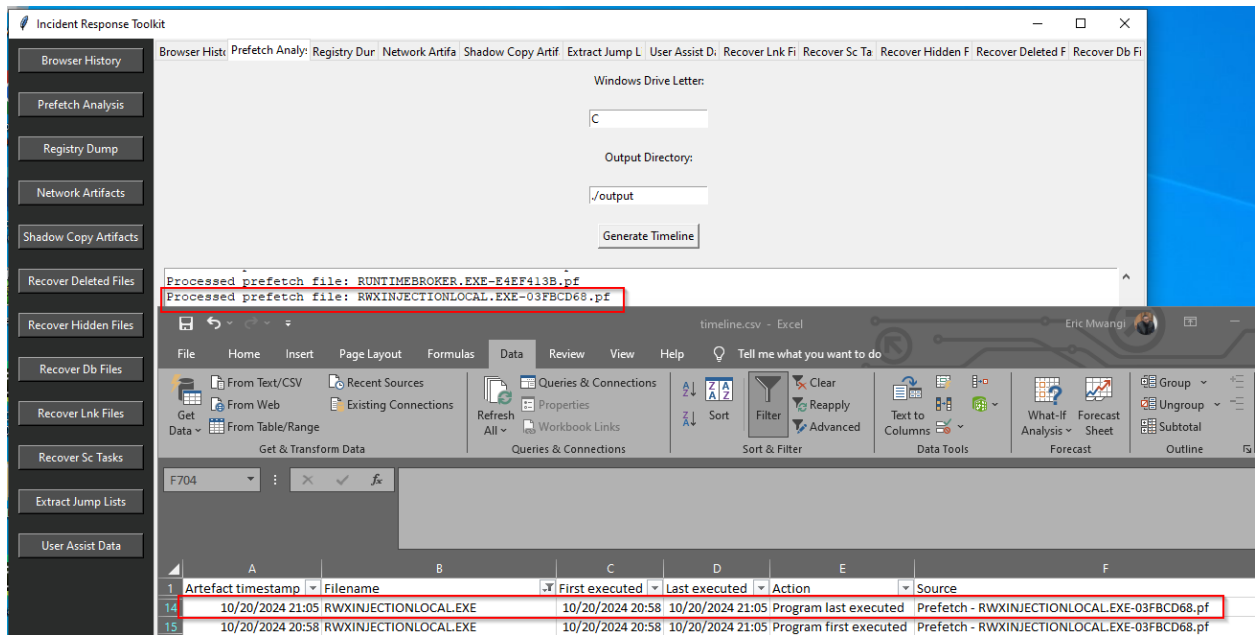 Incident Response Toolkit
Browser History
Prefetch Analysis
Registry Dump
Network Artifacts
Shadow Copy Artifacts
Recover Deleted Files
Recover Hidden Files
Recover Db Files
Recover Lnk Files
Recover Sc Tasks
Extract Jump Lists
User Assist Data
Browser Histo Prefetch Analy: Registry Dur Network Artifa Shadow Copy Artif Extract Jump L User Assist D: Recover Lnk Fi Recover Sc Ta Recover Hidden F Recover Deleted F Recover Db Fi
Windows Drive Letter:
C
Output Directory:
./output
Generate Timeline
Processed prefetch file: RUNTIMEBROKER.EXE-E4EF413B.pf
Processed prefetch file: RWXINJECTIONLOCAL.EXE-03FBCD68.pf
timeline.csv - Excel
Eric Mwangi
File Home Insert Page Layout Formulas Data Review View Help Tell me what you want to do
Get Data
From Text/CSV
From Web
From Table/Range
Recent Sources
Existing Connections
Get & Transform Data
Refresh All
Queries & Connections
Properties
Workbook Links
Queries & Connections
Sort
Filter
Clear
Reapply
Advanced
Sort & Filter
Text to Columns
Data Tools
What-If Analysis
Forecast Sheet
Forecast
Group
Ungroup
Subtotal
Outline
F704 fx
A B C D E F
1 Artefact timestamp Filename First executed Last executed Action Source
14 10/20/2024 21:05 RWXINJECTIONLOCAL.EXE 10/20/2024 20:58 10/20/2024 21:05 Program last executed Prefetch - RWXINJECTIONLOCAL.EXE-03FBCD68.pf
15 10/20/2024 20:58 RWXINJECTIONLOCAL.EXE 10/20/2024 20:58 10/20/2024 21:05 Program first executed Prefetch - RWXINJECTIONLOCAL.EXE-03FBCD68.pf